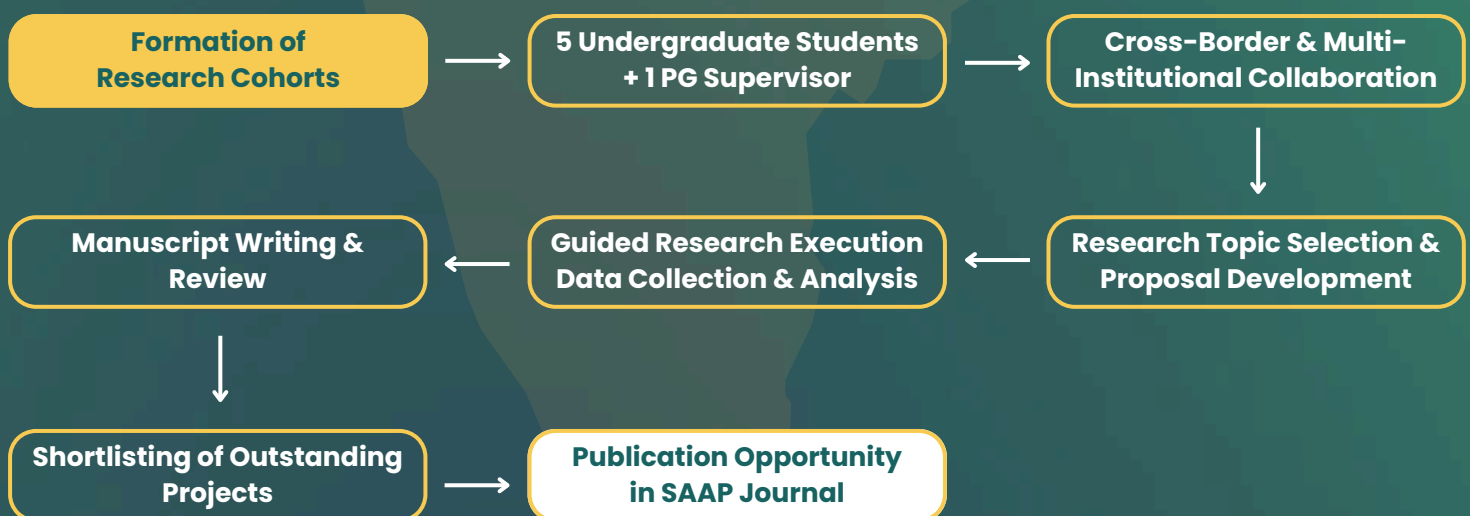 Formation of
Research Cohorts
5 Undergraduate Students
+ 1 PG Supervisor
Cross-Border & Multi-
Institutional Collaboration
Research Topic Selection &
Proposal Development
Guided Research Execution
Data Collection & Analysis
Manuscript Writing &
Review
Shortlisting of Outstanding
Projects
Publication Opportunity
in SAAP Journal